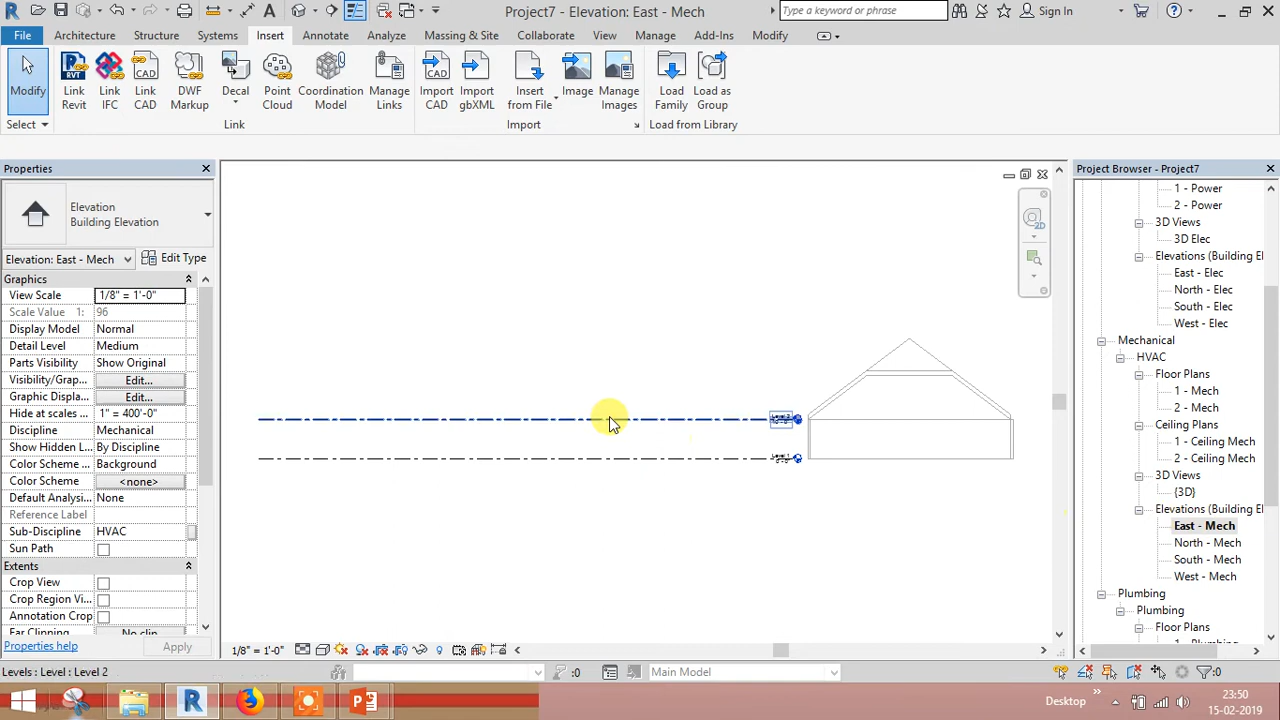 Project7 - Elevation: East - Mech
Type a keyword or phrase
Sign In
File
Architecture
Structure
Systems
Insert
Annotate
Analyze
Massing & Site
Collaborate
View
Manage
Add-Ins
Modify
Modify
Link Revit
Link IFC
Link CAD
DWF Markup
Decal
Point Cloud
Coordination Model
Manage Links
Import CAD
Import gbXML
Insert from File
Image
Manage Images
Load Family
Load as Group
Select
Link
Import
Load from Library
Properties
Elevation
Building Elevation
Elevation: East - Mech
Edit Type
Graphics
View Scale 1/8" = 1'-0"
Scale Value 1: 96
Display Model Normal
Detail Level Medium
Parts Visibility Show Original
Visibility/Grap... Edit...
Graphic Displa... Edit...
Hide at scales ... 1" = 400'-0"
Discipline Mechanical
Show Hidden L... By Discipline
Color Scheme ... Background
Color Scheme <none>
Default Analysi... None
Reference Label
Sub-Discipline HVAC
Sun Path
Extents
Crop View
Crop Region Vi...
Annotation Crop
Far Clipping No clip
Properties help
Apply
2D
Project Browser - Project7
1 - Power
2 - Power
3D Views
3D Elec
Elevations (Building El
East - Elec
North - Elec
South - Elec
West - Elec
Mechanical
HVAC
Floor Plans
1 - Mech
2 - Mech
Ceiling Plans
1 - Ceiling Mech
2 - Ceiling Mech
3D Views
{3D}
Elevations (Building El
East - Mech
North - Mech
South - Mech
West - Mech
Plumbing
Plumbing
Floor Plans
1/8" = 1'-0"
Levels : Level : Level 2
:0
Main Model
:0
Desktop
23:50
15-02-2019